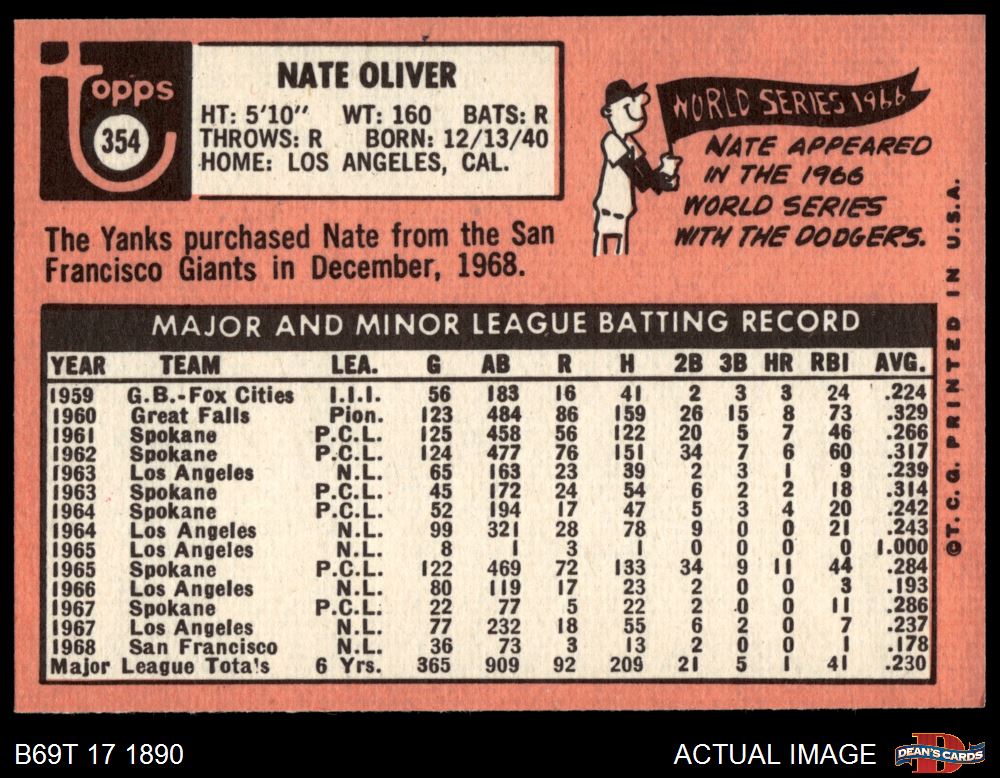 Topps
354
NATE OLIVER
HT: 5'10" WT: 160 BATS: R
THROWS: R BORN: 12/13/40
HOME: LOS ANGELES, CAL.
The Yanks purchased Nate from the San
Francisco Giants in December, 1968.
WORLD SERIES 1966
NATE APPEARED
IN THE 1966
WORLD SERIES
WITH THE DODGERS.
MAJOR AND MINOR LEAGUE BATTING RECORD
YEAR TEAM LEA. G AB R H 2B 3B HR RBI AVG.
1959 G.B.-Fox Cities I.I.I. 56 183 16 41 2 3 3 24 .224
1960 Great Falls Pion. 123 484 86 159 26 15 8 73 .329
1961 Spokane P.C.L. 125 458 56 122 20 5 7 46 .266
1962 Spokane P.C.L. 124 477 76 151 34 7 6 60 .317
1963 Los Angeles N.L. 65 163 23 39 2 3 1 9 .239
1963 Spokane P.C.L. 45 172 24 54 6 2 2 18 .314
1964 Spokane P.C.L. 52 194 17 47 5 3 4 20 .242
1964 Los Angeles N.L. 99 321 28 78 9 0 0 21 .243
1965 Los Angeles N.L. 8 1 3 1 0 0 0 0 1.000
1965 Spokane P.C.L. 122 469 72 133 34 9 11 44 .284
1966 Los Angeles N.L. 80 119 17 23 2 0 0 3 .193
1967 Spokane P.C.L. 22 77 5 22 2 0 0 11 .286
1967 Los Angeles N.L. 77 232 18 55 6 2 0 7 .237
1968 San Francisco N.L. 36 73 3 13 2 0 0 1 .178
Major League Tota's 6 Yrs. 365 909 92 209 21 5 1 41 .230
©T.C.G. PRINTED IN U.S.A.
B69T 17 1890
ACTUAL IMAGE
DEAN'S CARDS